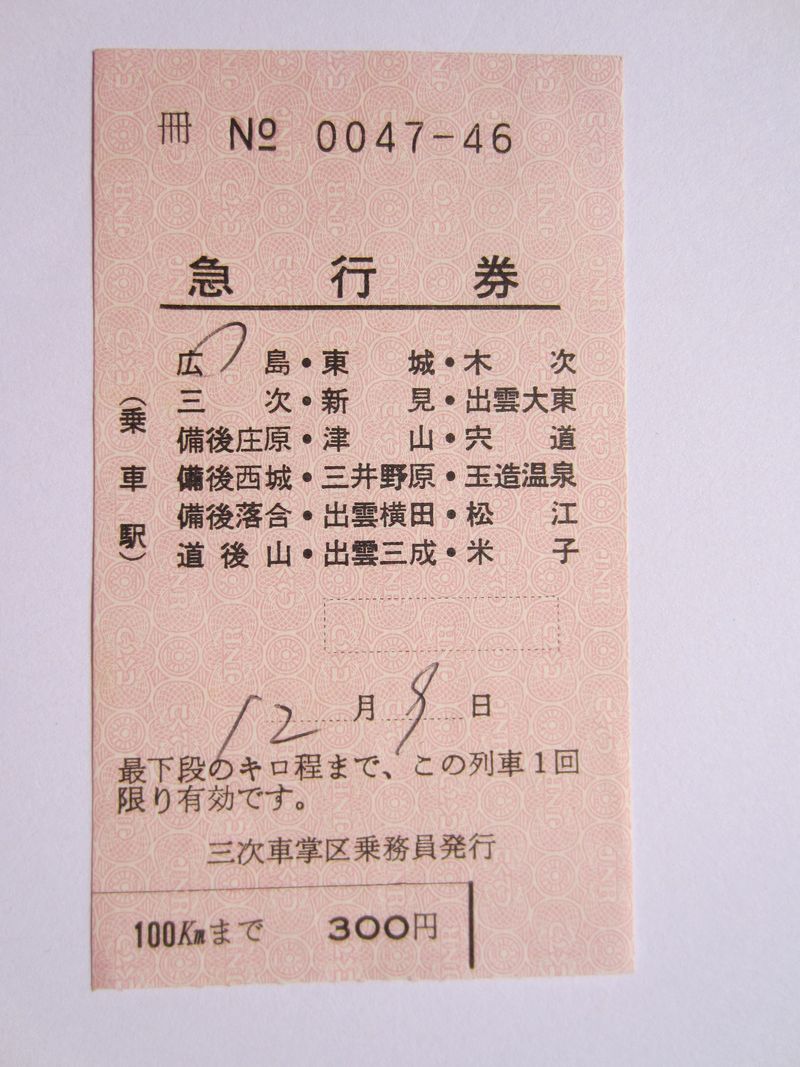 冊 № 0047-46
急行券
(乗車駅)
広島・東城・木次
三次・新見・出雲大東
備後庄原・津山・宍道
備後西城・三井野原・玉造温泉
備後落合・出雲横田・松江
道後山・出雲三成・米子
12月9日
最下段のキロ程まで、この列車1回
限り有効です。
三次車掌区乗務員発行
100Kmまで 300円